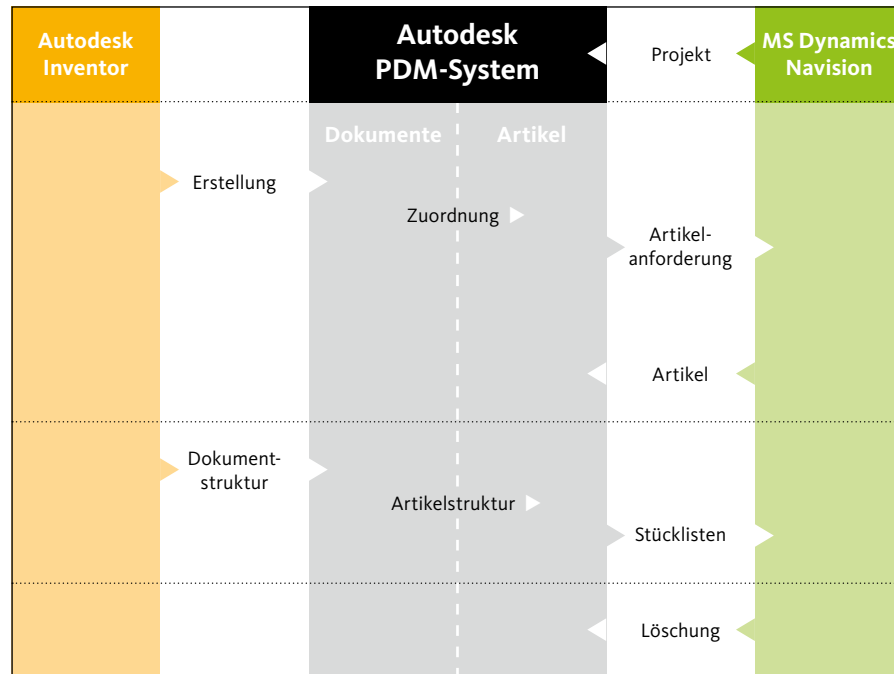 Autodesk
Inventor
Autodesk
PDM-System
Projekt
MS Dynamics
Navision
Dokumente
Artikel
Erstellung
Zuordnung
Artikel-
anforderung
Artikel
Dokument-
struktur
Artikelstruktur
Stücklisten
Löschung